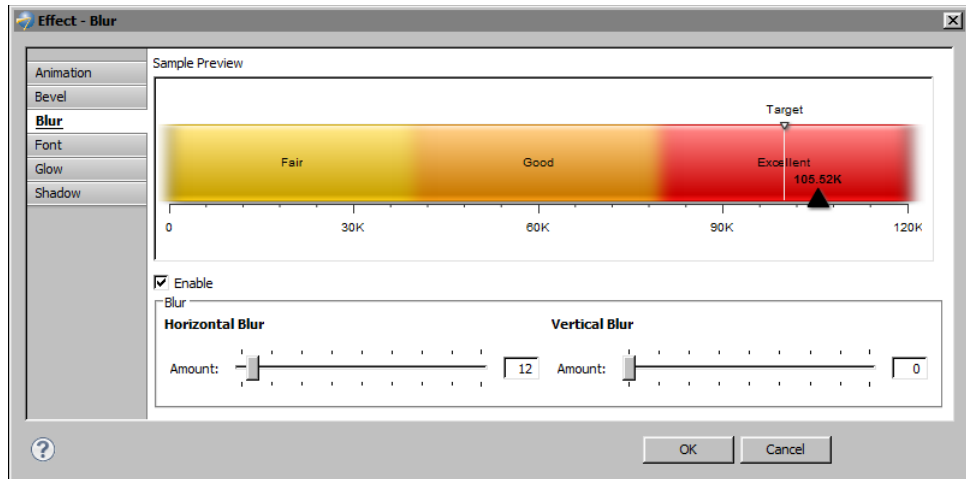 Effect - Blur
Animation
Bevel
Blur
Font
Glow
Shadow
Sample Preview
Target
Fair
Good
Excellent
105.52K
0
30K
60K
90K
120K
Enable
Blur
Horizontal Blur
Vertical Blur
Amount:
12
Amount:
0
?
OK
Cancel